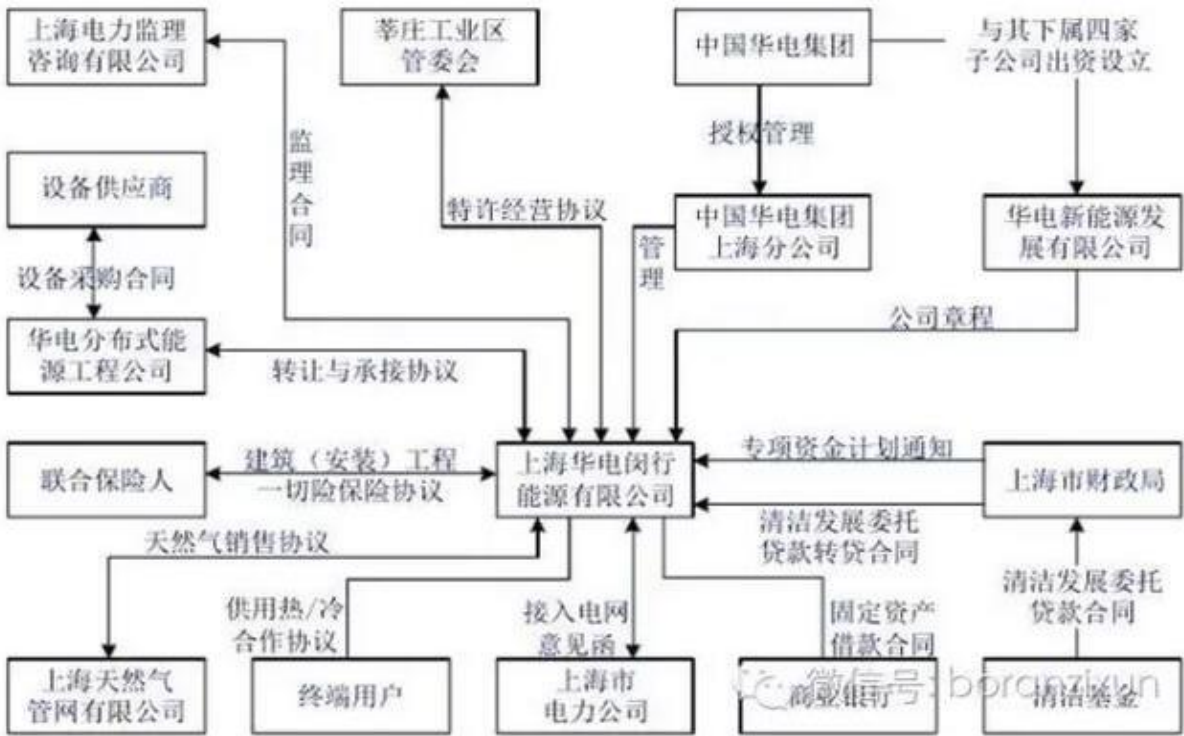 上海电力监理
咨询有限公司
莘庄工业区
管委会
中国华电集团
与其下属四家
子公司出资设立
监理合同
授权管理
设备供应商
特许经营协议
管理
中国华电集团
上海分公司
华电新能源发
展有限公司
设备采购合同
公司章程
华电分布式能
源工程公司
转让与承接协议
联合保险人
建筑（安装）工程
一切险保险协议
上海华电闵行
能源有限公司
专项资金计划通知
上海市财政局
清洁发展委托
贷款转贷合同
天然气销售协议
供用热/冷
合作协议
接入电网
意见函
固定资产
借款合同
清洁发展委托
贷款合同
上海天然气
管网有限公司
终端用户
上海市
电力公司
商业银行
清洁基金
微信号: boranzixun